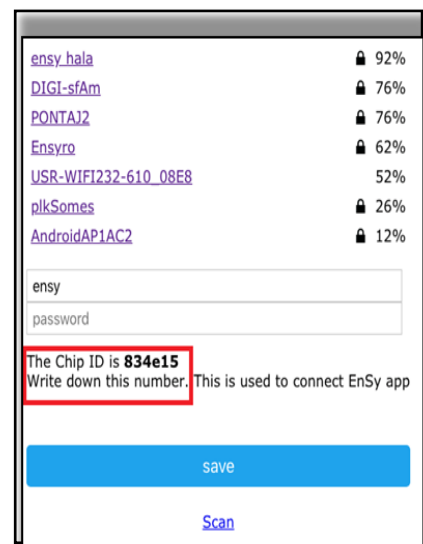 ensy hala 92%
DIGI-sfAm 76%
PONTAJ2 76%
Ensyro 62%
USR-WIFI232-610_08E8 52%
plkSomes 26%
AndroidAP1AC2 12%
ensy
password
The Chip ID is 834e15
Write down this number. This is used to connect EnSy app
save
Scan